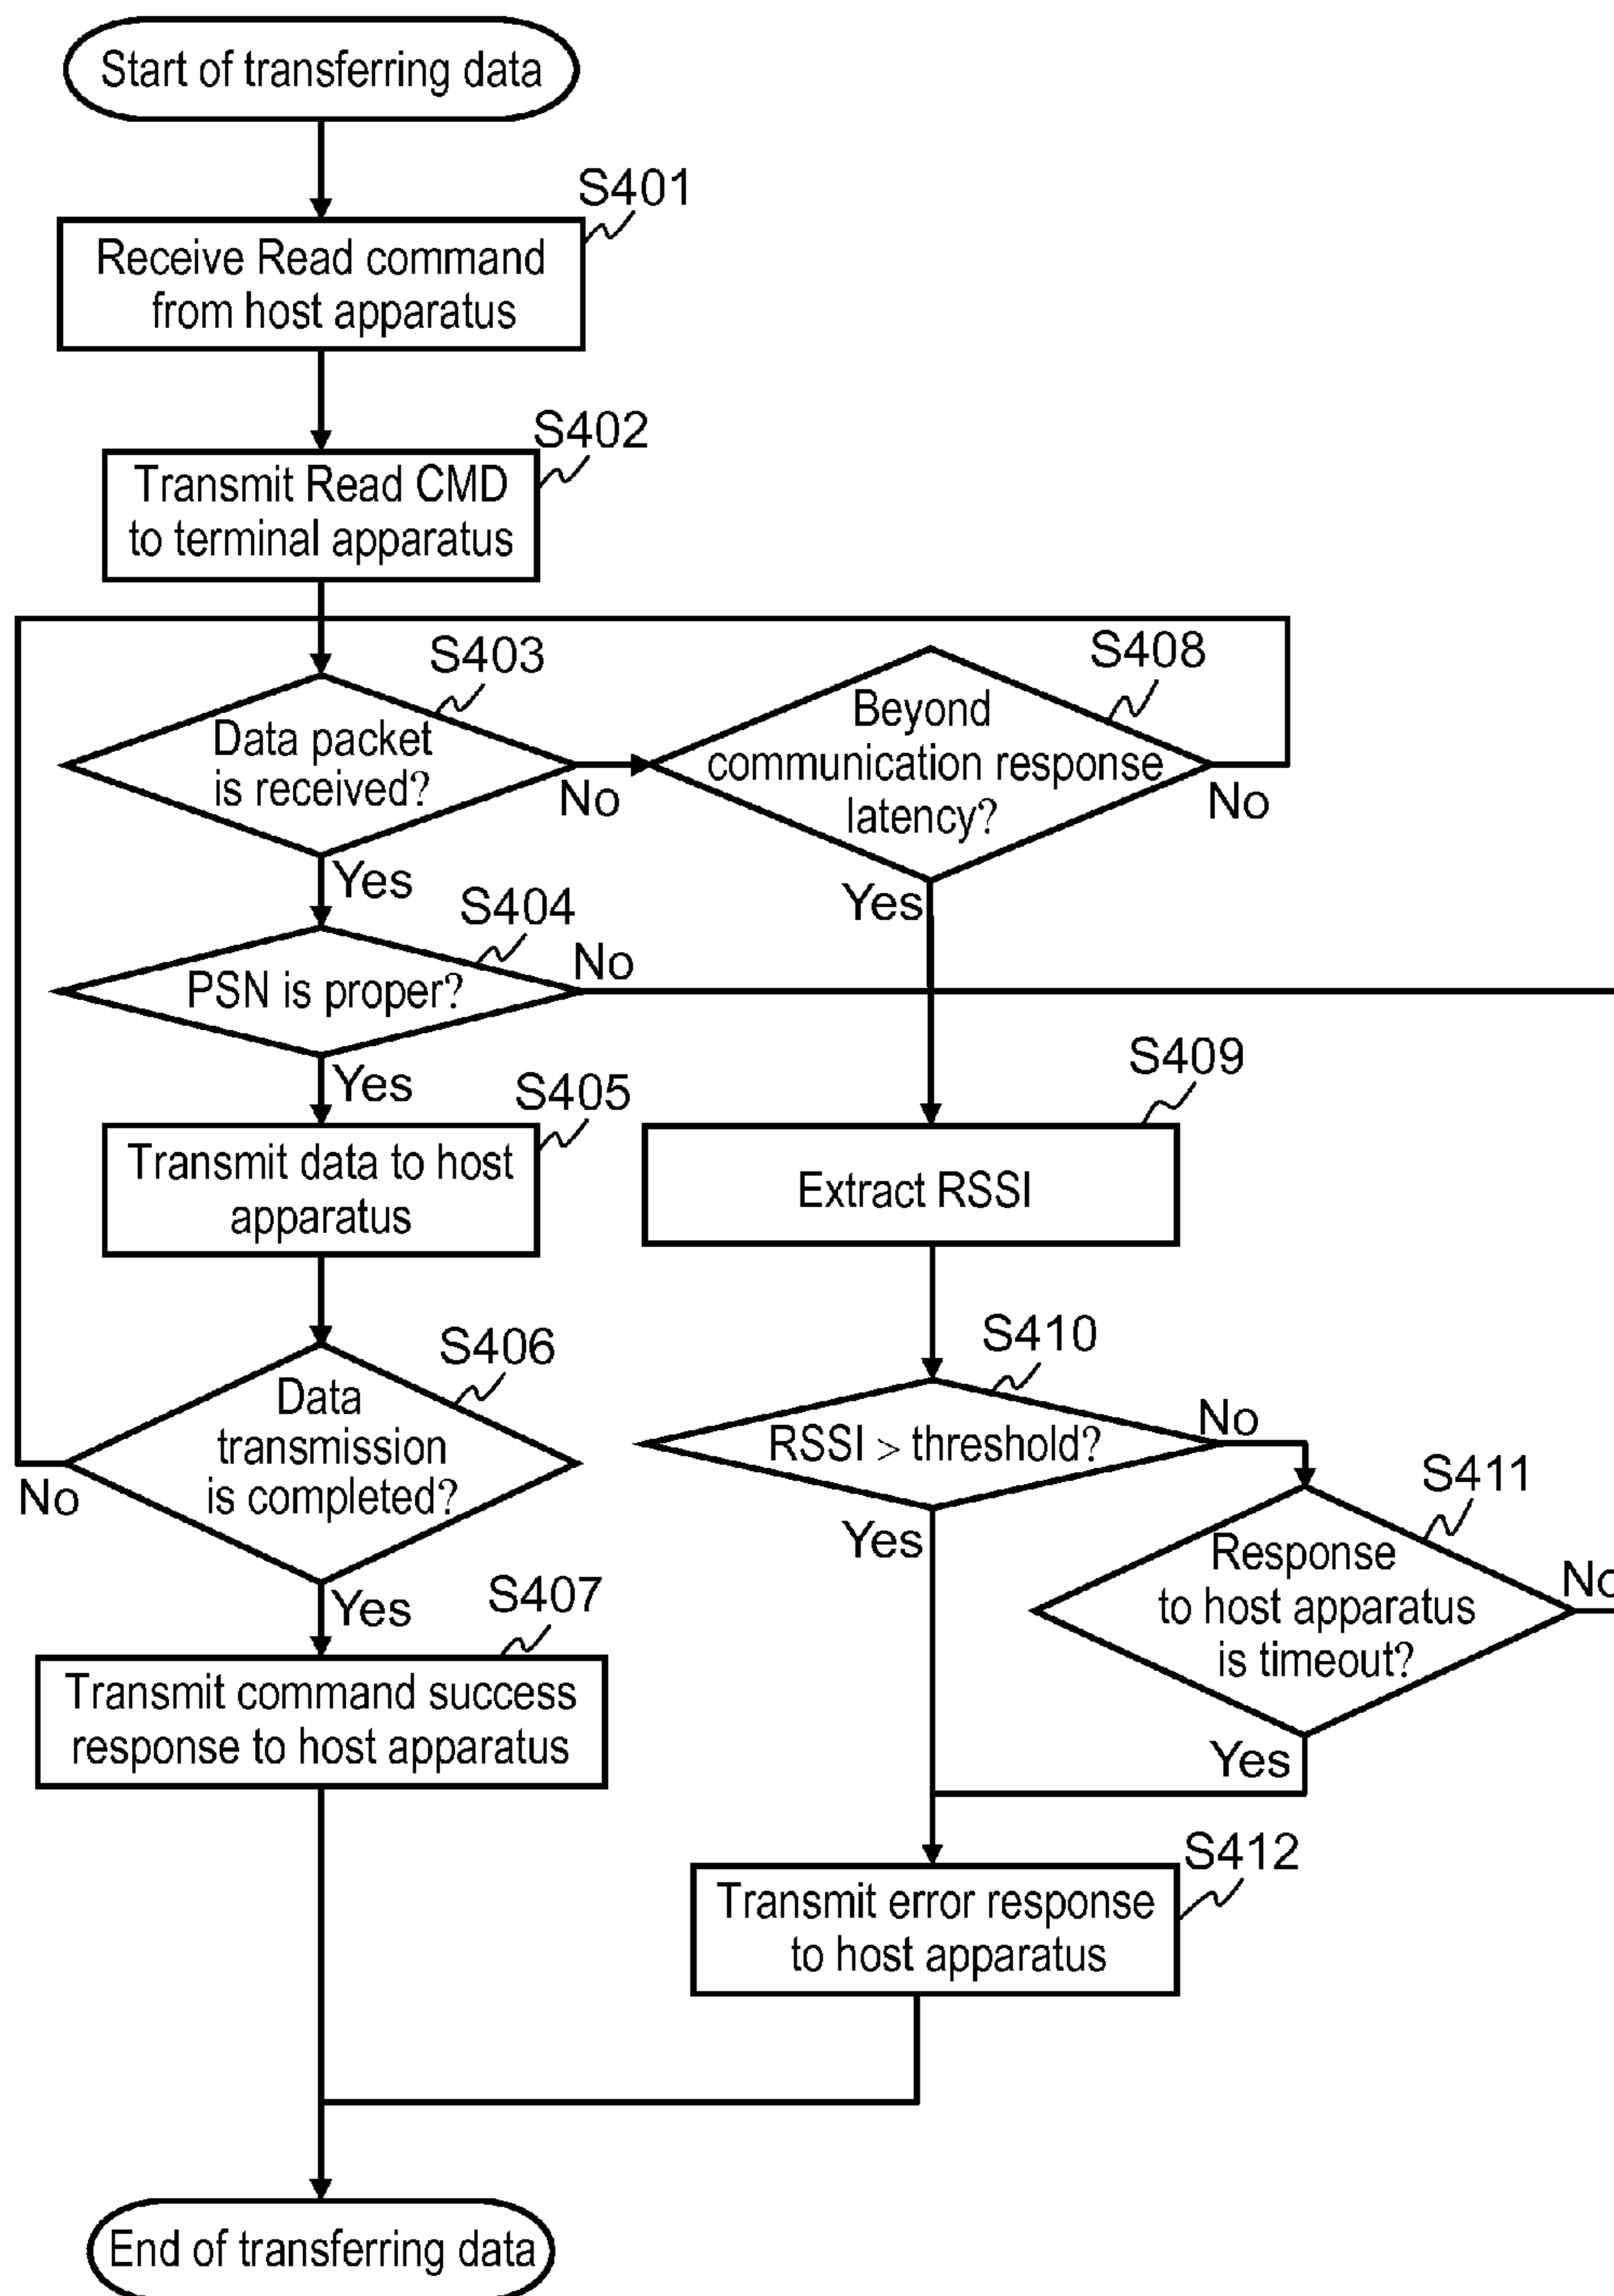 Start of transferring data
S401
Receive Read command
from host apparatus
S402
Transmit Read CMD
to terminal apparatus
S403
Data packet
is received?
No
Yes
S408
Beyond
communication response
latency?
No
Yes
S404
PSN is proper?
No
Yes
S405
Transmit data to host
apparatus
S409
Extract RSSI
S406
Data
transmission
is completed?
No
Yes
S410
RSSI > threshold?
No
Yes
S411
Response
to host apparatus
is timeout?
No
Yes
S407
Transmit command success
response to host apparatus
S412
Transmit error response
to host apparatus
End of transferring data